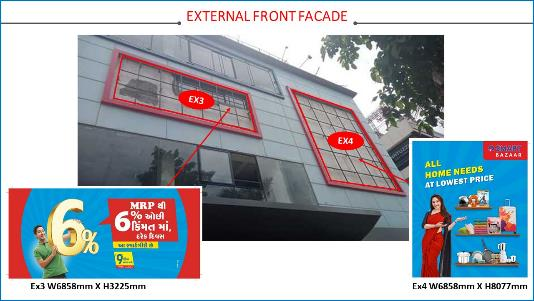 EXTERNAL FRONT FACADE
EX3
EX4
6%
MRP થી
6% ઓછી
કિંમત માં,
દરેક દિવસ
SMART
BAZAAR
ALL
HOME NEEDS
AT LOWEST PRICE
Ex3 W6858mm X H3225mm
Ex4 W6858mm X H8077mm